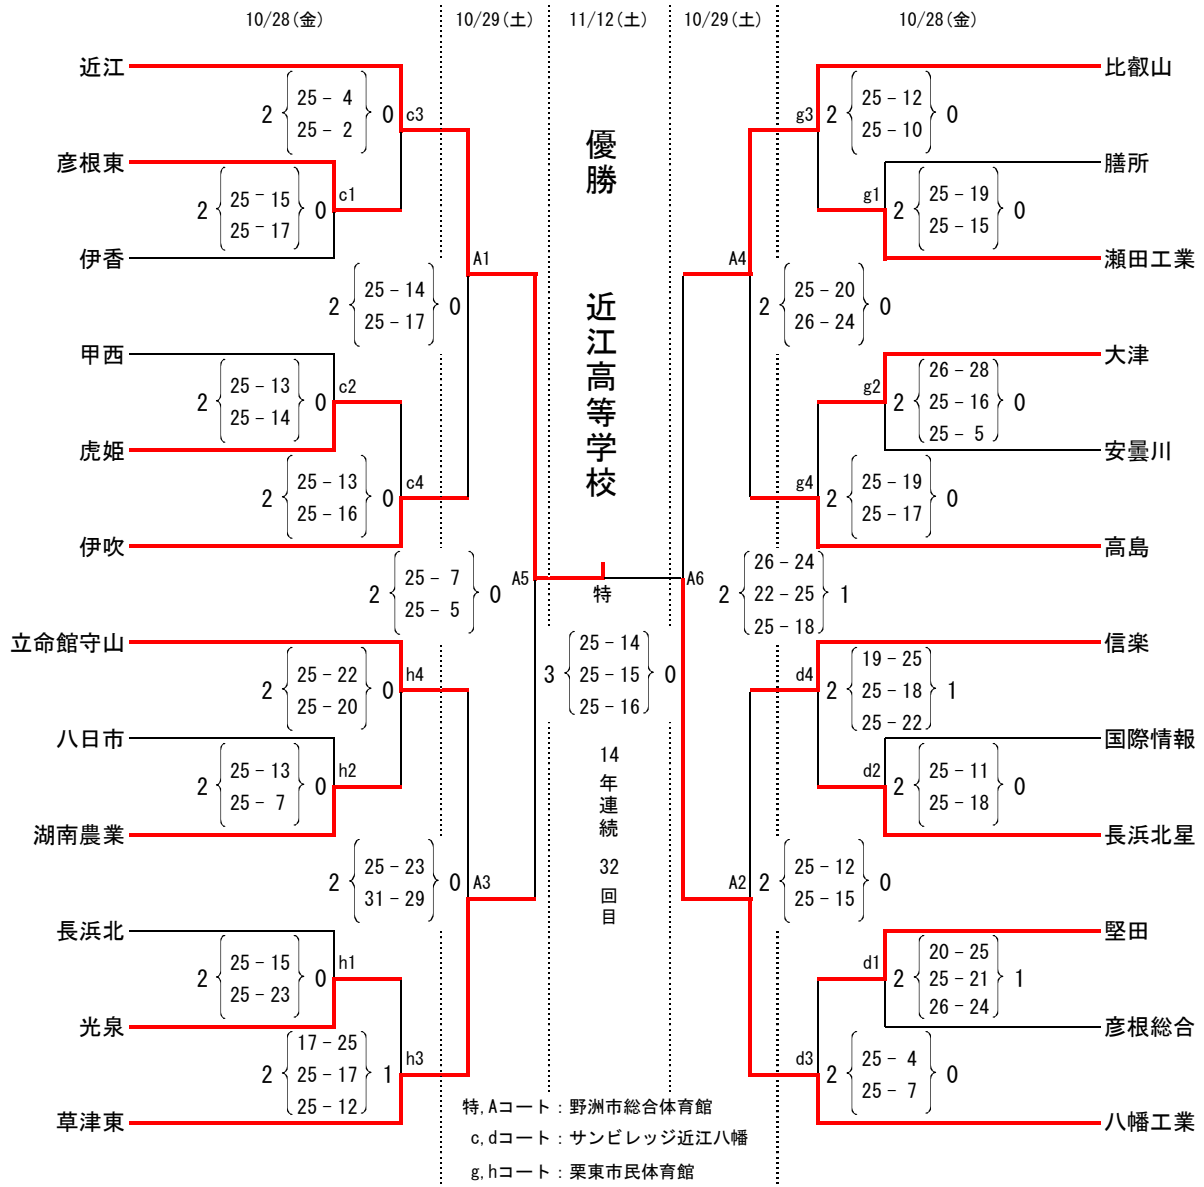 10/28(金) 10/29(土) 11/12(土) 10/29(土) 10/28(金)
近江
2 25 - 4 0 c3
25 - 2
彦根東
2 25 - 15 0 c1
25 - 17
伊香
A1
2 25 - 14 0
25 - 17
甲西
2 25 - 13 0 c2
25 - 14
虎姫
2 25 - 13 0 c4
25 - 16
伊吹
2 25 - 7 0 A5
25 - 5
立命館守山
2 25 - 22 0 h4
25 - 20
八日市
2 25 - 13 0 h2
25 - 7
湖南農業
2 25 - 23 0 A3
31 - 29
長浜北
2 25 - 15 0 h1
25 - 23
光泉
17 - 25
2 25 - 17 1 h3
25 - 12
草津東
優勝
近江高等学校
特
25 - 14
3 25 - 15 0
25 - 16
14年連続
32回目
比叡山
g3 2 25 - 12 0
25 - 10
膳所
g1 2 25 - 19 0
25 - 15
瀬田工業
A4
2 25 - 20 0
26 - 24
大津
26 - 28
g2 2 25 - 16 0
25 - 5
安曇川
g4 2 25 - 19 0
25 - 17
高島
26 - 24
A6 2 22 - 25 1
25 - 18
信楽
19 - 25
d4 2 25 - 18 1
25 - 22
国際情報
d2 2 25 - 11 0
25 - 18
長浜北星
A2 2 25 - 12 0
25 - 15
堅田
20 - 25
d1 2 25 - 21 1
26 - 24
彦根総合
d3 2 25 - 4 0
25 - 7
八幡工業
特,Aコート：野洲市総合体育館
c,dコート：サンビレッジ近江八幡
g,hコート：栗東市民体育館